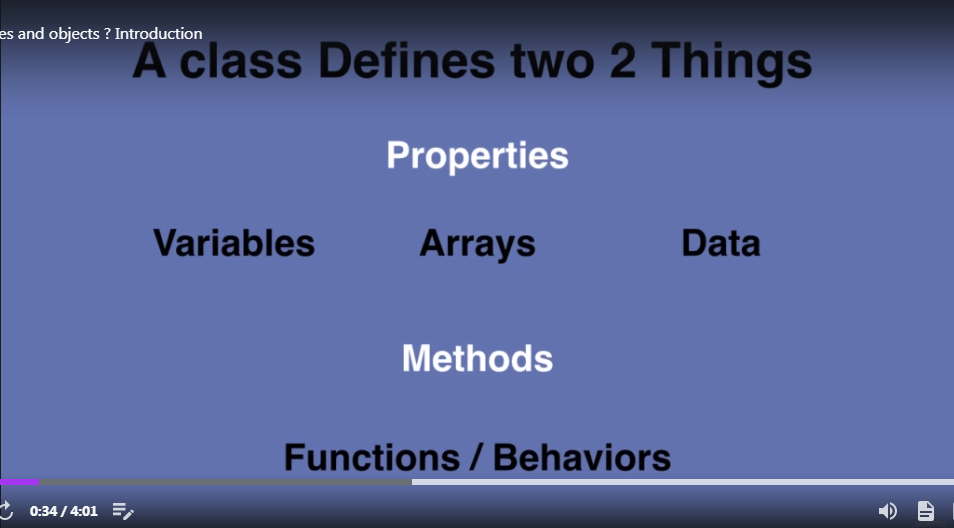 es and objects ? Introduction
A class Defines two 2 Things
Properties
Variables Arrays Data
Methods
Functions / Behaviors
0:34 / 4:01